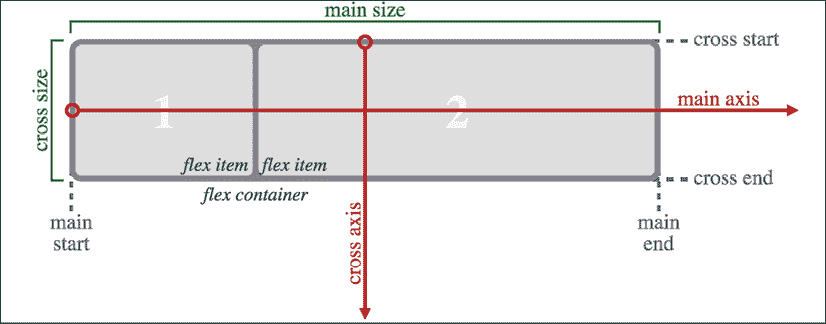 main size
cross start
cross size
1
2
main axis
flex item
flex item
cross end
flex container
main
start
cross axis
main
end